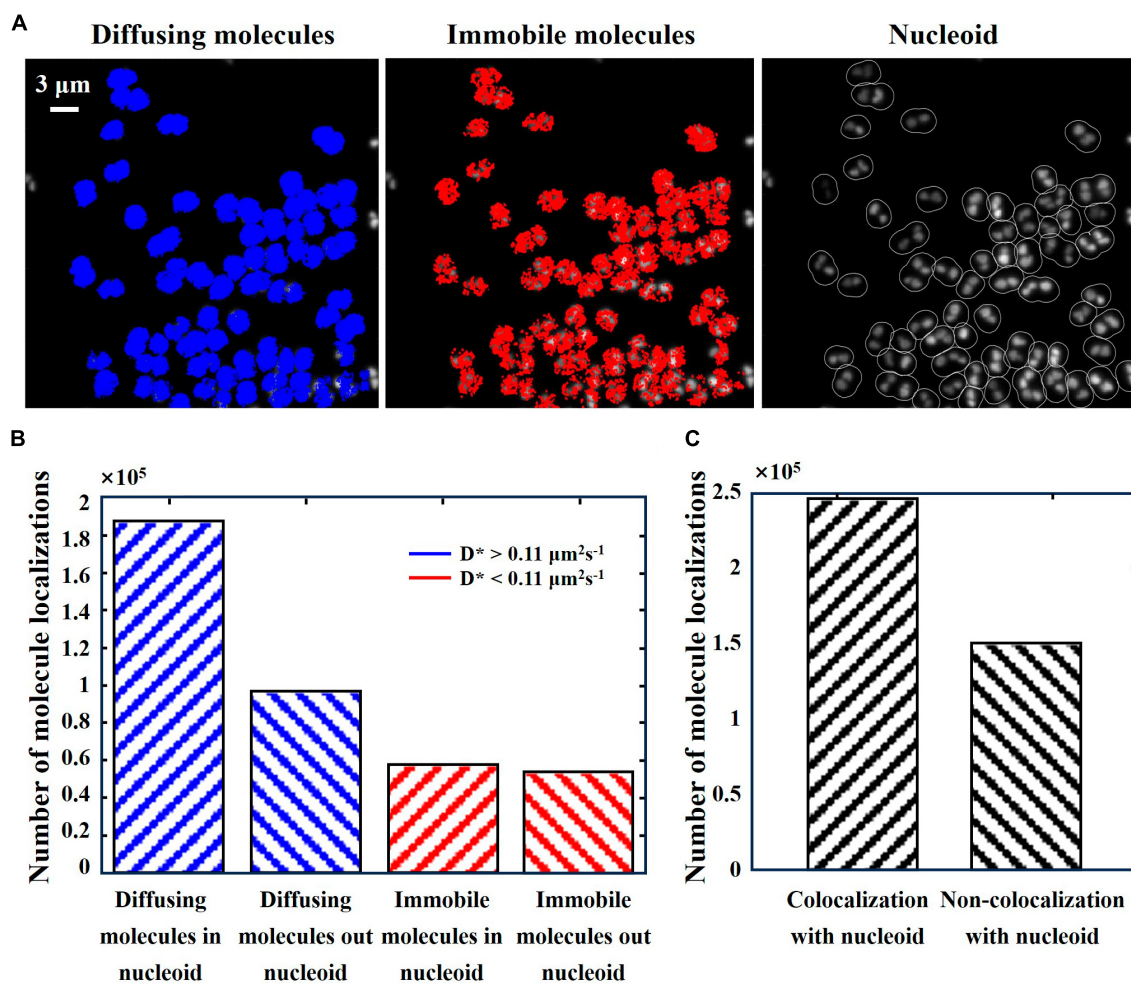 A
Diffusing molecules
Immobile molecules
Nucleoid
3 μm
B
×10⁵
Number of molecule localizations
2
1.8
1.6
1.4
1.2
1
0.8
0.6
0.4
0.2
0
D* > 0.11 μm²s⁻¹
D* < 0.11 μm²s⁻¹
Diffusing
molecules in
nucleoid
Diffusing
molecules out
nucleoid
Immobile
molecules in
nucleoid
Immobile
molecules out
nucleoid
C
×10⁵
Number of molecule localizations
2.5
2
1.5
1
0.5
0
Colocalization
with nucleoid
Non-colocalization
with nucleoid